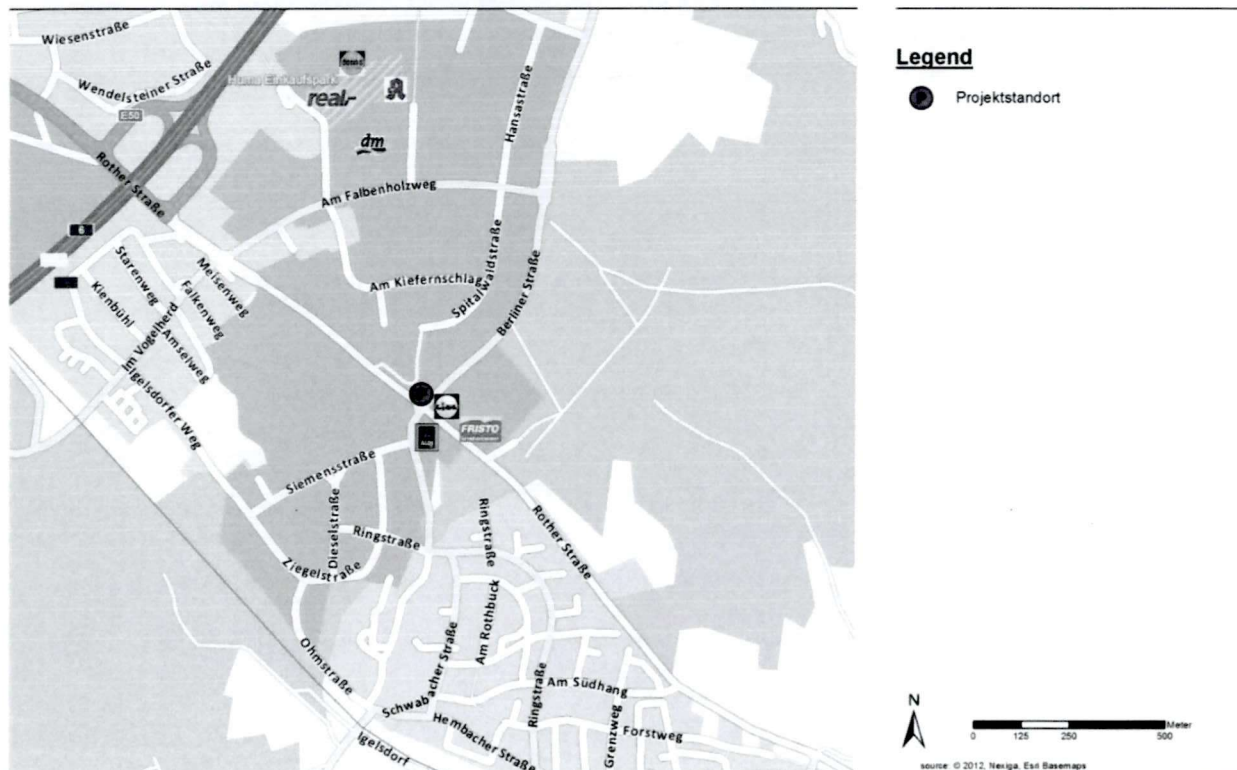 Wiesenstraße
Wendelsteiner Straße
E50
Huma Einkaufspark
real,-
dm
Hansastraße
Rother Straße
Am Falbenholzweg
6
Starenweg
Meisenweg
Falkenweg
Kienbühl
Im Vogelherd
Amselweg
Am Kiefernschlag
Spitalwaldstraße
Berliner Straße
Eigelsdorfer Weg
FRISTO
Siemensstraße
Dieselstraße
Ringstraße
Ringstraße
Rother Straße
Ziegelstraße
Am Rothbuck
Ohmstraße
Schwabacher Straße
Ringstraße
Am Südhang
Hembacher Straße
Grenzweg
Forstweg
Igelsdorf
Legend
Projektstandort
N
Meter
0 125 250 500
source: © 2012, Nexiga, Esri Basemaps